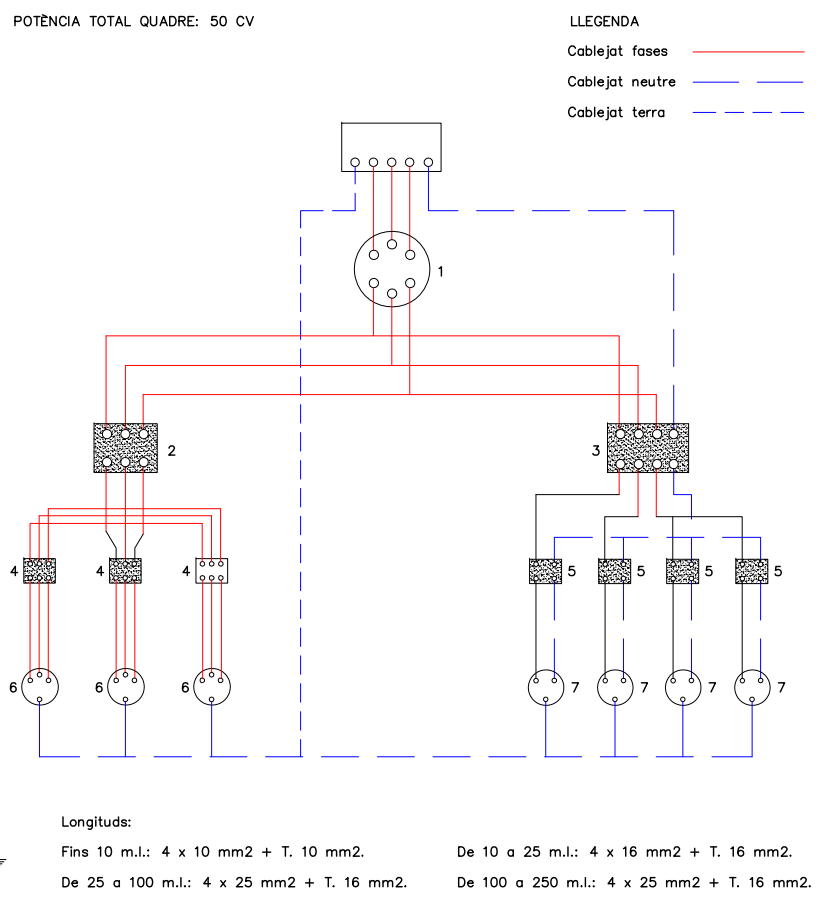 POTÈNCIA TOTAL QUADRE: 50 CV
LLEGENDA
Cablejat fases
Cablejat neutre
Cablejat terra
1
2
3
4 4 4
5 5 5 5
6 6 6
7 7 7 7
Longituds:
Fins 10 m.l.: 4 x 10 mm2 + T. 10 mm2.
De 10 a 25 m.l.: 4 x 16 mm2 + T. 16 mm2.
De 25 a 100 m.l.: 4 x 25 mm2 + T. 16 mm2.
De 100 a 250 m.l.: 4 x 25 mm2 + T. 16 mm2.